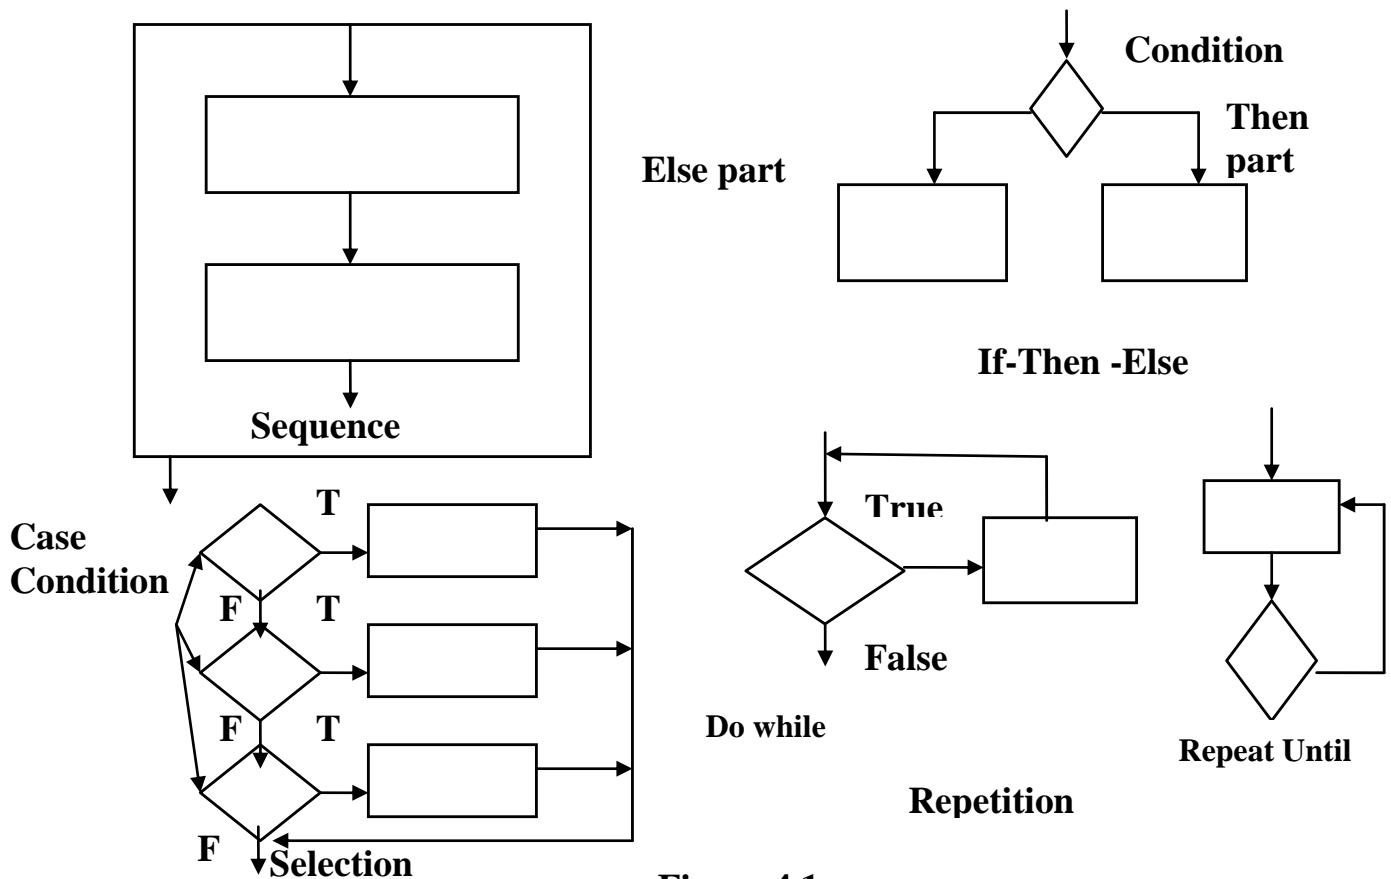 Condition
Then
part
Else part
If-Then -Else
Sequence
Case
Condition
T
F
T
F
T
F
Selection
True
False
Do while
Repeat Until
Repetition